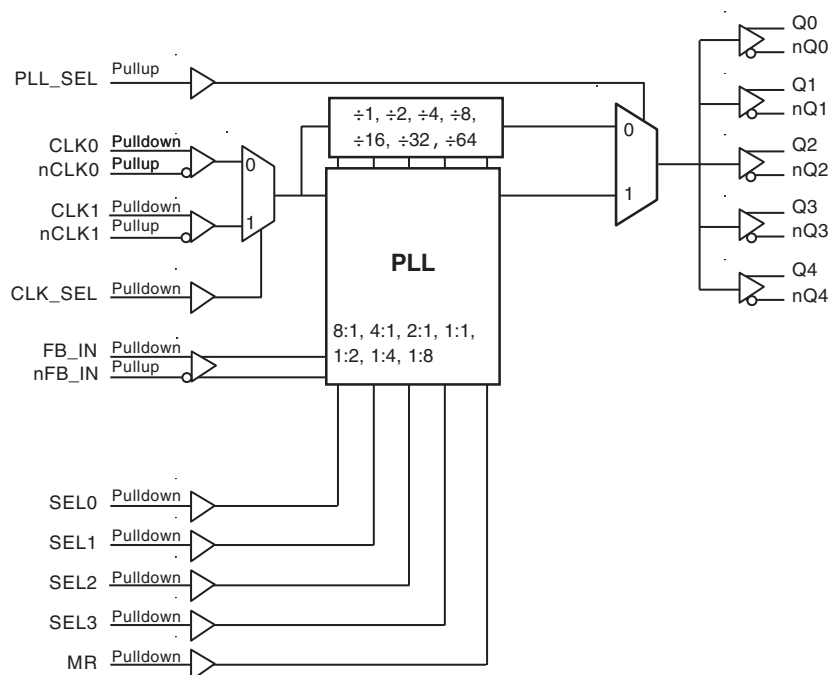 PLL_SEL Pullup
CLK0 Pulldown
nCLK0 Pullup
CLK1 Pulldown
nCLK1 Pullup
CLK_SEL Pulldown
FB_IN Pulldown
nFB_IN Pullup
SEL0 Pulldown
SEL1 Pulldown
SEL2 Pulldown
SEL3 Pulldown
MR Pulldown
0
1
÷1, ÷2, ÷4, ÷8,
÷16, ÷32, ÷64
PLL
8:1, 4:1, 2:1, 1:1,
1:2, 1:4, 1:8
0
1
Q0
nQ0
Q1
nQ1
Q2
nQ2
Q3
nQ3
Q4
nQ4